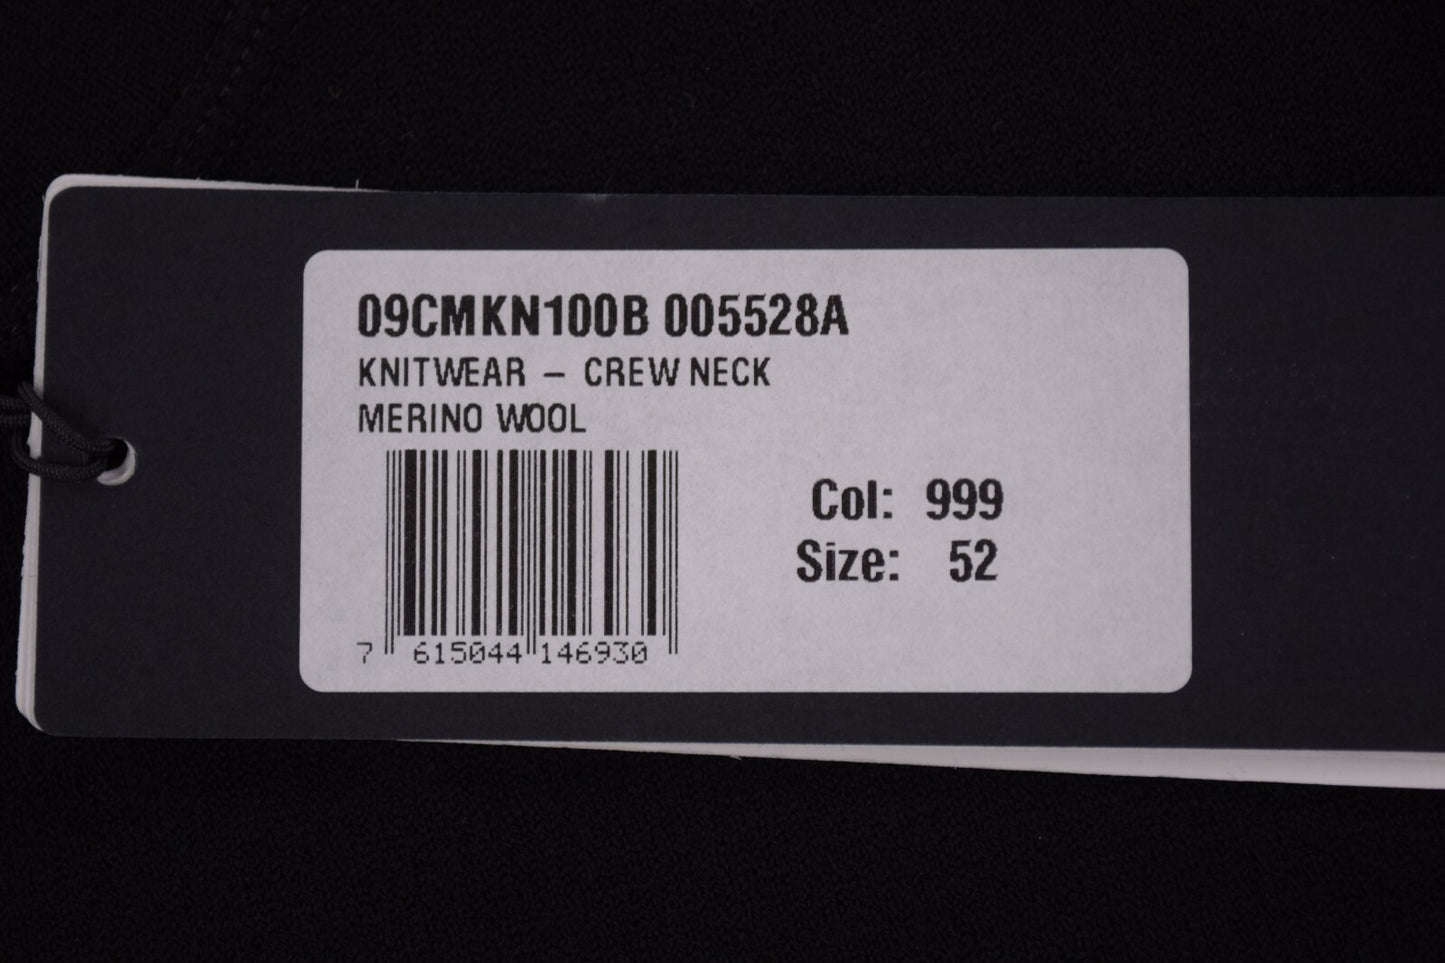 09CMKN100B 005528A
KNITWEAR – CREW NECK
MERINO WOOL
Col: 999
Size: 52
7 615044 146930